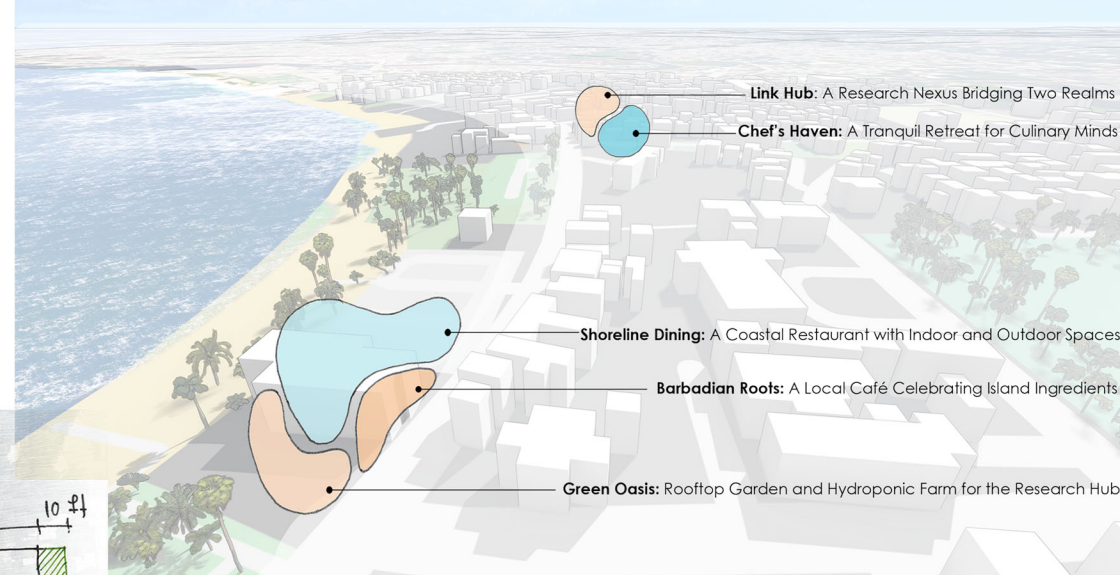 Link Hub: A Research Nexus Bridging Two Realms
Chef's Haven: A Tranquil Retreat for Culinary Minds
Shoreline Dining: A Coastal Restaurant with Indoor and Outdoor Spaces
Barbadian Roots: A Local Café Celebrating Island Ingredients
Green Oasis: Rooftop Garden and Hydroponic Farm for the Research Hub
10 ft